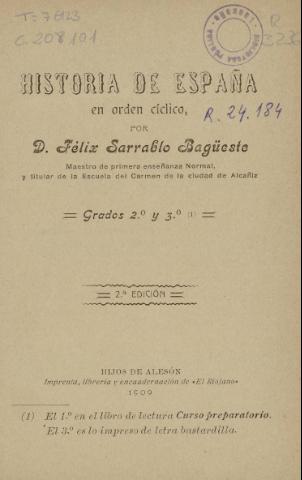 T=78123
C. 208191
R. 24.184
HISTORIA DE ESPAÑA
en orden cíclico,
POR
D. Félix Sarrablo Bagüeste
Maestro de primera enseñanza Normal,
y titular de la Escuela del Carmen de la ciudad de Alcañiz
Grados 2.º y 3.º (1)
2.ª EDICIÓN
HIJOS DE ALESÓN
Imprenta, librería y encuadernación de «El Riojano»
1909
(1) El 1.º en el libro de lectura Curso preparatorio.
El 3.º es lo impreso de letra bastardilla.